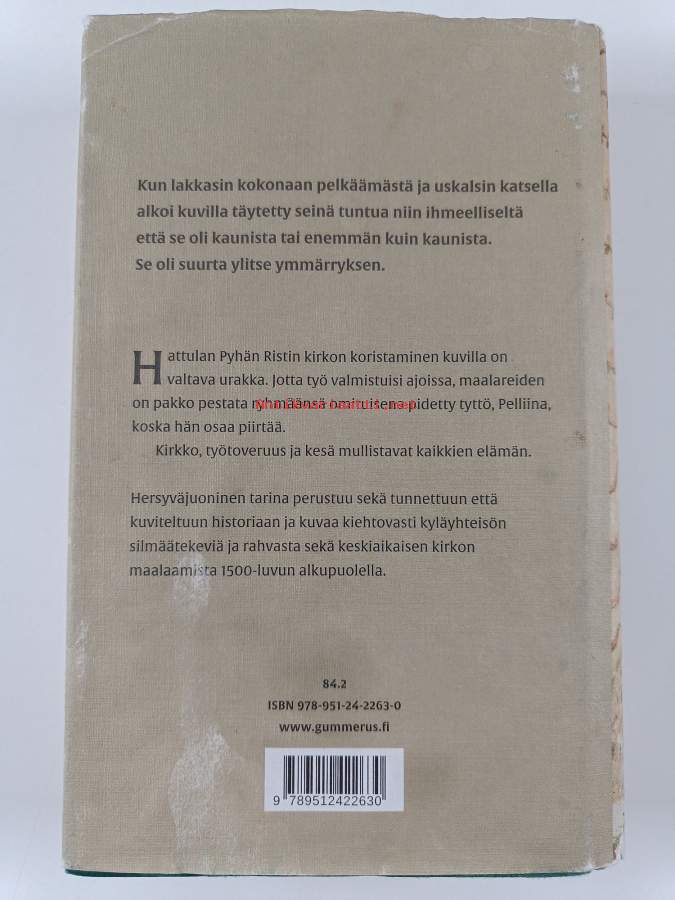 Kun lakkasin kokonaan pelkäämästä ja uskalsin katsella
alkoi kuvilla täytetty seinä tuntua niin ihmeelliseltä
että se oli kaunista tai enemmän kuin kaunista.
Se oli suurta ylitse ymmärryksen.
Hattulan Pyhän Ristin kirkon koristaminen kuvilla on
valtava urakka. Jotta työ valmistuisi ajoissa, maalareiden
on pakko pestata ryhmäänsä omituisena pidetty tyttö, Pelliina,
koska hän osaa piirtää.
Kirkko, työtoveruus ja kesä mullistavat kaikkien elämän.
Hersyväjuoninen tarina perustuu sekä tunnettuun että
kuviteltuun historiaan ja kuvaa kiehtovasti kyläyhteisön
silmäätekeviä ja rahvasta sekä keskiaikaisen kirkon
maalaamista 1500-luvun alkupuolella.
84.2
ISBN 978-951-24-2263-0
www.gummerus.fi
9 789512 422630